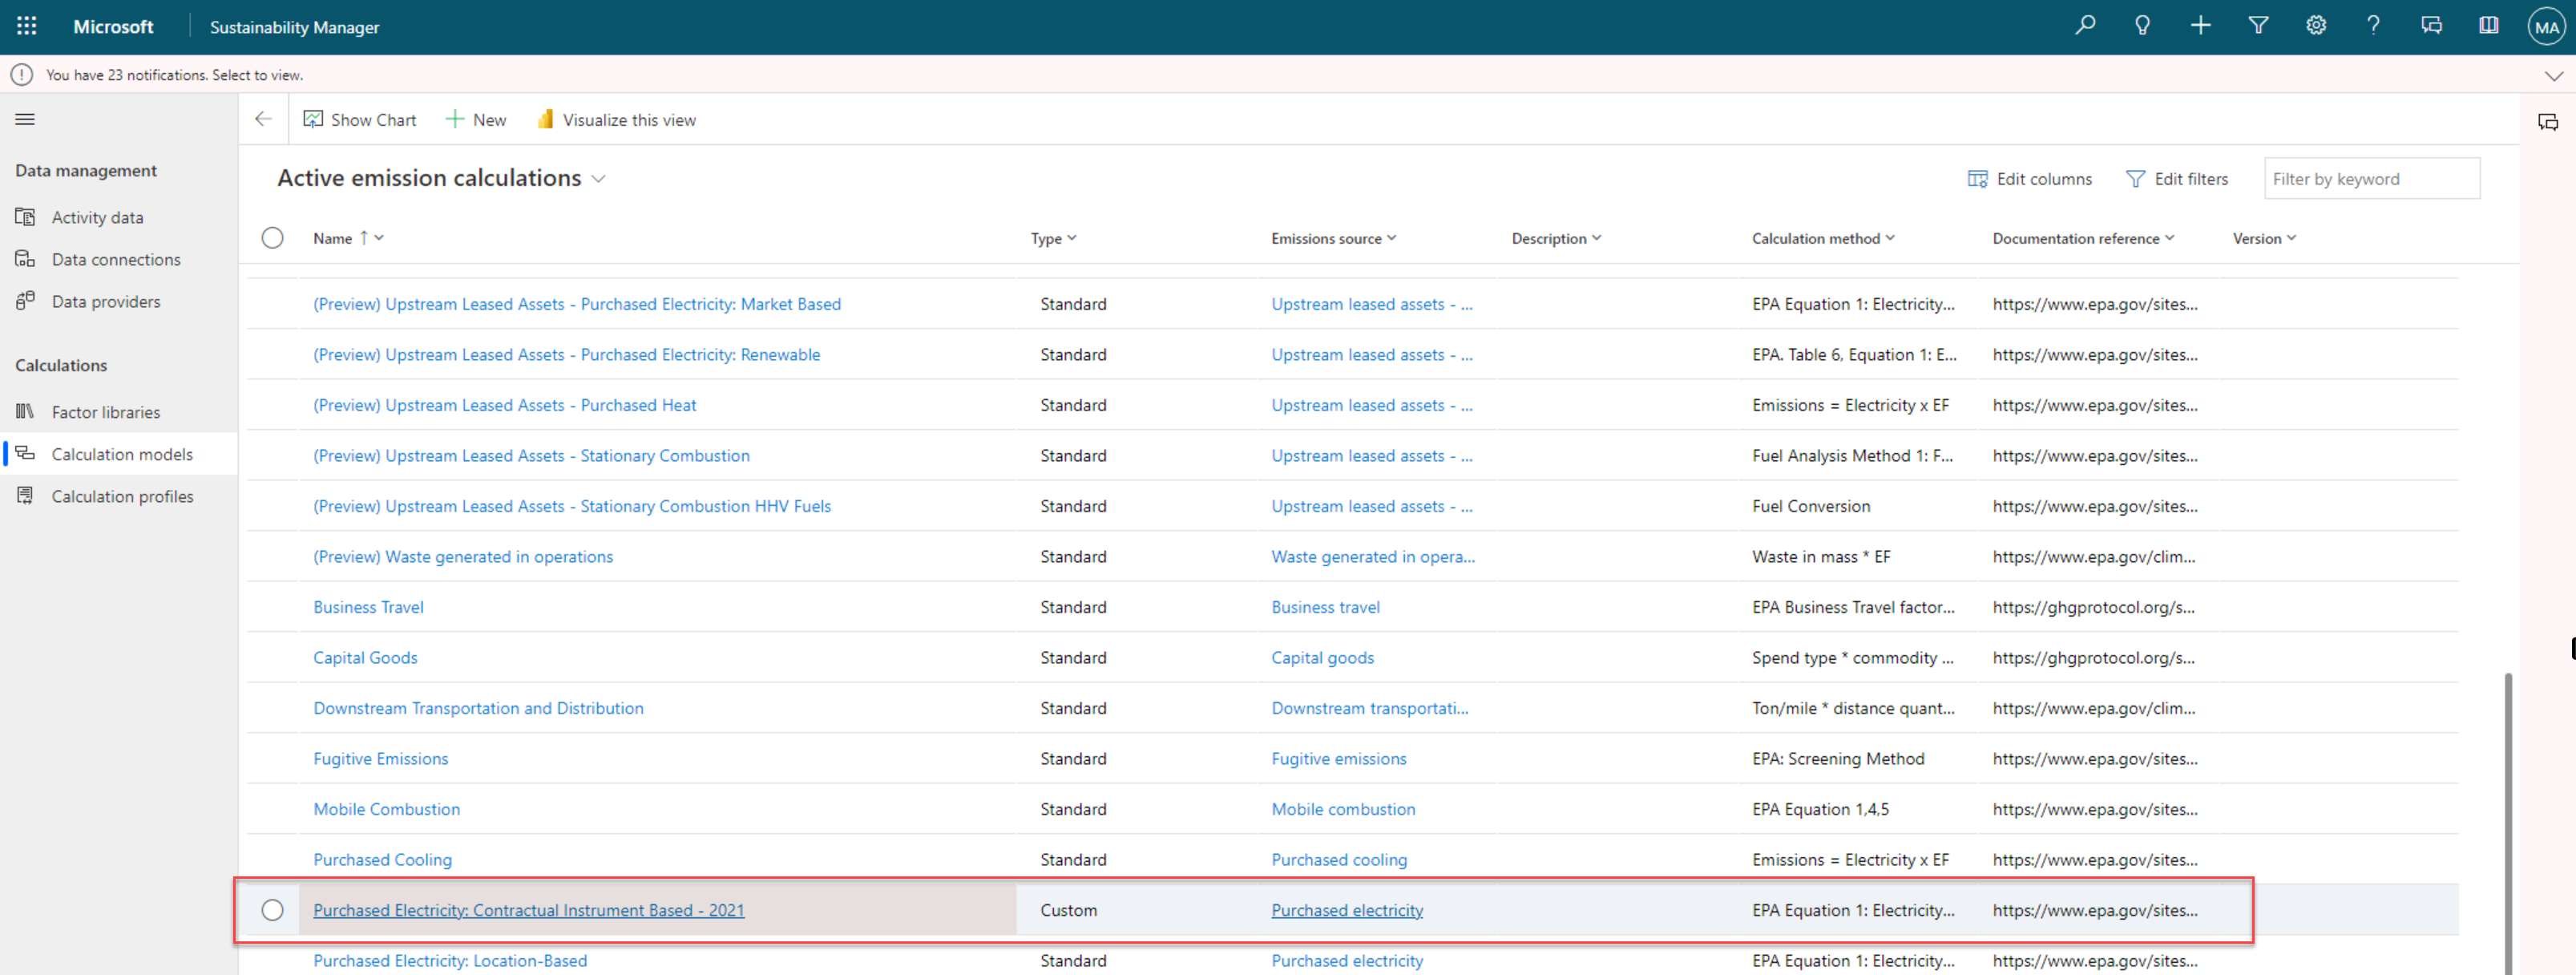 Microsoft Sustainability Manager MA
You have 23 notifications. Select to view.
Show Chart New Visualize this view
Data management
Activity data
Data connections
Data providers
Calculations
Factor libraries
Calculation models
Calculation profiles
Active emission calculations Edit columns Edit filters Filter by keyword
Name ↑ Type Emissions source Description Calculation method Documentation reference Version
(Preview) Upstream Leased Assets - Purchased Electricity: Market Based Standard Upstream leased assets - ... EPA Equation 1: Electricity... https://www.epa.gov/sites...
(Preview) Upstream Leased Assets - Purchased Electricity: Renewable Standard Upstream leased assets - ... EPA. Table 6, Equation 1: E... https://www.epa.gov/sites...
(Preview) Upstream Leased Assets - Purchased Heat Standard Upstream leased assets - ... Emissions = Electricity x EF https://www.epa.gov/sites...
(Preview) Upstream Leased Assets - Stationary Combustion Standard Upstream leased assets - ... Fuel Analysis Method 1: F... https://www.epa.gov/sites...
(Preview) Upstream Leased Assets - Stationary Combustion HHV Fuels Standard Upstream leased assets - ... Fuel Conversion https://www.epa.gov/sites...
(Preview) Waste generated in operations Standard Waste generated in opera... Waste in mass * EF https://www.epa.gov/clim...
Business Travel Standard Business travel EPA Business Travel factor... https://ghgprotocol.org/s...
Capital Goods Standard Capital goods Spend type * commodity ... https://ghgprotocol.org/s...
Downstream Transportation and Distribution Standard Downstream transportati... Ton/mile * distance quant... https://www.epa.gov/clim...
Fugitive Emissions Standard Fugitive emissions EPA: Screening Method https://www.epa.gov/sites...
Mobile Combustion Standard Mobile combustion EPA Equation 1,4,5 https://www.epa.gov/sites...
Purchased Cooling Standard Purchased cooling Emissions = Electricity x EF https://www.epa.gov/sites...
Purchased Electricity: Contractual Instrument Based - 2021 Custom Purchased electricity EPA Equation 1: Electricity... https://www.epa.gov/sites...
Purchased Electricity: Location-Based Standard Purchased electricity EPA Equation 1: Electricity... https://www.epa.gov/sites...